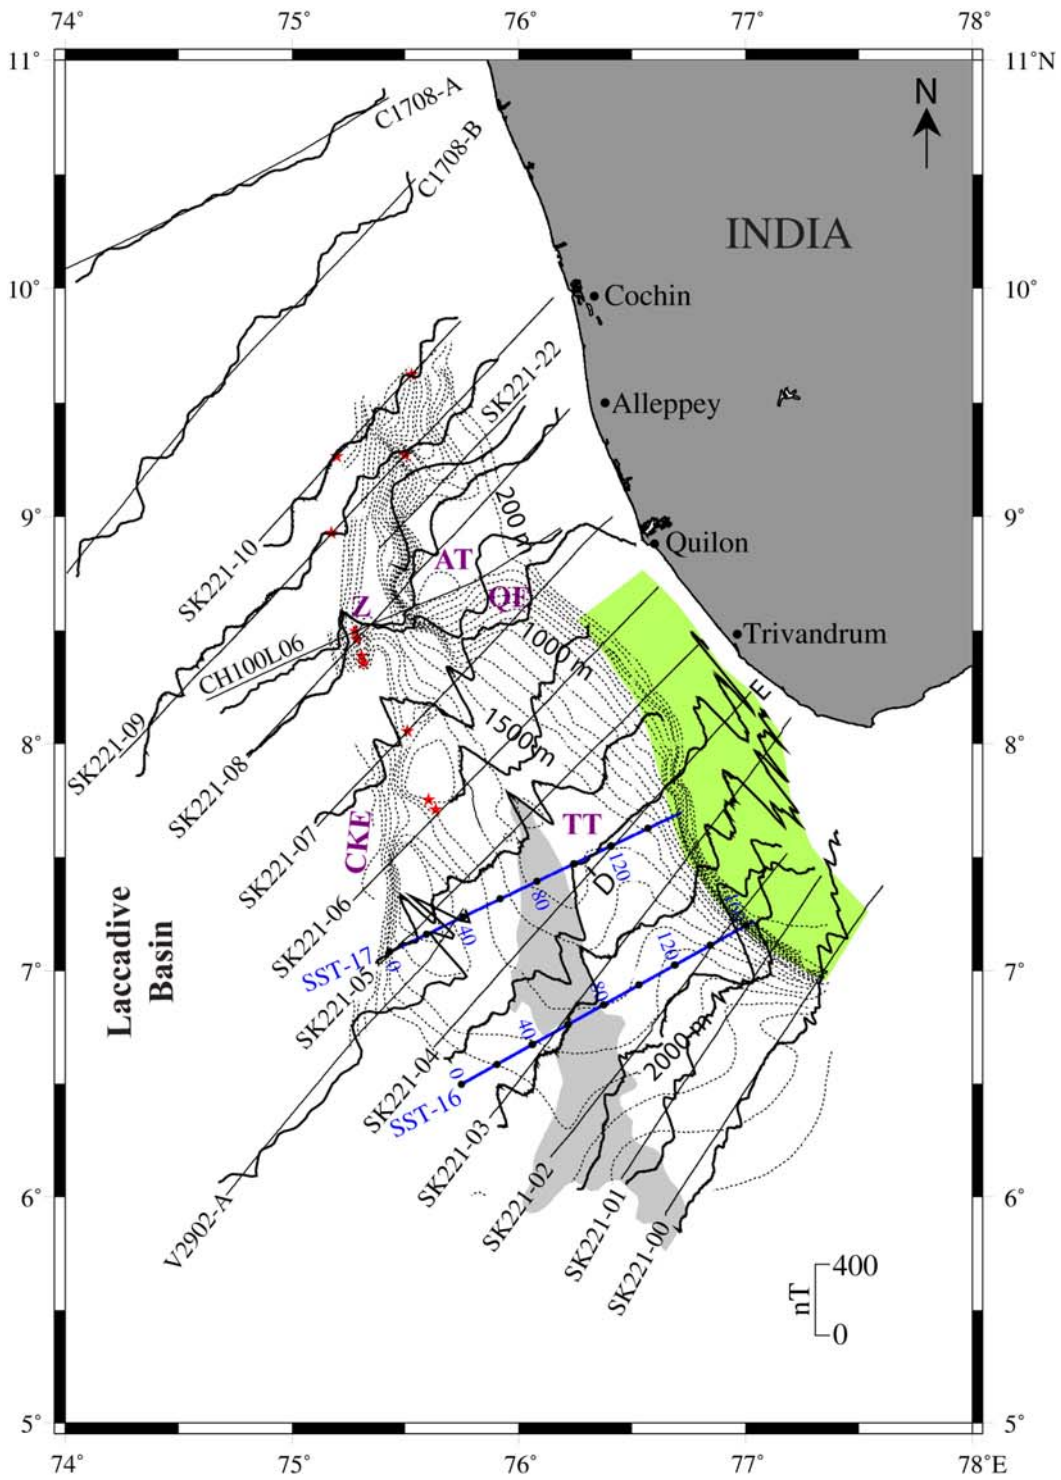 74°
75°
76°
77°
78°
11°
11°N
N
C1708-A
C1708-B
INDIA
10°
10°
Cochin
SK221-22
Alleppey
200 m
9°
9°
Quilon
SK221-10
AT
QF
Z
1000 m
Trivandrum
CH100L06
E
SK221-09
1500m
8°
8°
SK221-08
TT
CKE
SK221-07
D
120
80
SK221-06
40
160
Laccadive
Basin
SST-17
0
120
7°
7°
SK221-05
80
40
2000 m
SK221-04
0
SST-16
SK221-03
SK221-02
6°
6°
V2902-A
SK221-01
SK221-00
400
nT
0
5°
5°
74°
75°
76°
77°
78°E